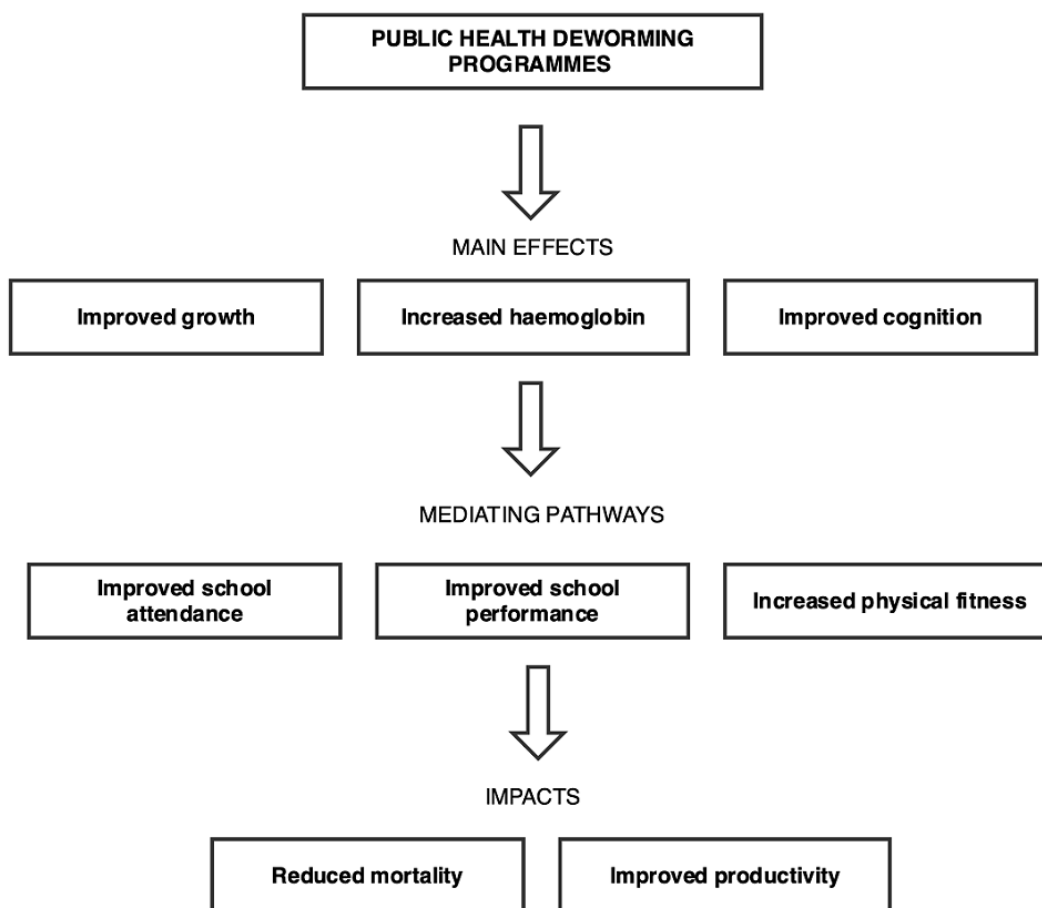 PUBLIC HEALTH DEWORMING
PROGRAMMES
MAIN EFFECTS
Improved growth
Increased haemoglobin
Improved cognition
MEDIATING PATHWAYS
Improved school
attendance
Improved school
performance
Increased physical fitness
IMPACTS
Reduced mortality
Improved productivity